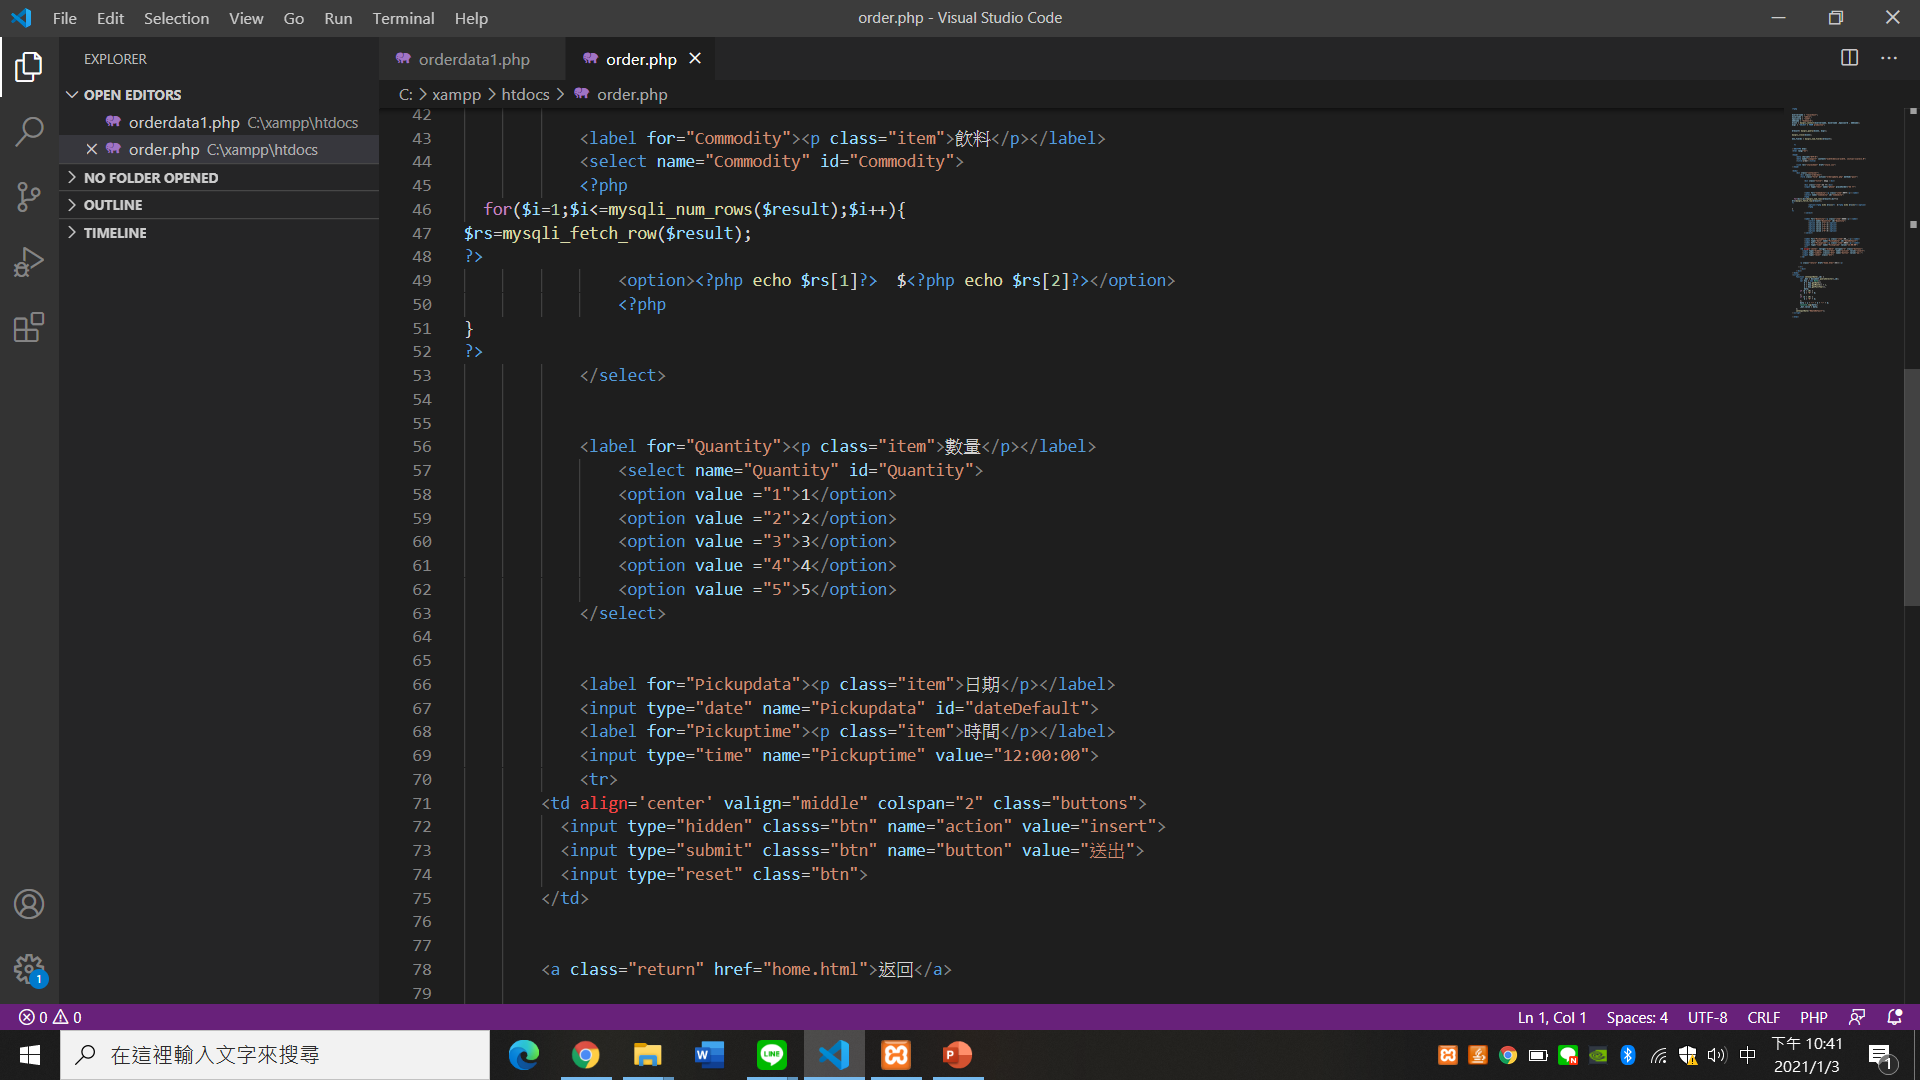 File Edit Selection View Go Run Terminal Help
order.php - Visual Studio Code
EXPLORER
OPEN EDITORS
orderdata1.php C:\xampp\htdocs
order.php C:\xampp\htdocs
NO FOLDER OPENED
OUTLINE
TIMELINE
orderdata1.php
order.php
C: > xampp > htdocs > order.php
42
43 <label for="Commodity"><p class="item">飲料</p></label>
44 <select name="Commodity" id="Commodity">
45 <?php
46 for($i=1;$i<=mysqli_num_rows($result);$i++){
47 $rs=mysqli_fetch_row($result);
48 ?>
49 <option><?php echo $rs[1]?>  $<?php echo $rs[2]?></option>
50 <?php
51 }
52 ?>
53 </select>
54
55
56 <label for="Quantity"><p class="item">數量</p></label>
57 <select name="Quantity" id="Quantity">
58 <option value ="1">1</option>
59 <option value ="2">2</option>
60 <option value ="3">3</option>
61 <option value ="4">4</option>
62 <option value ="5">5</option>
63 </select>
64
65
66 <label for="Pickupdata"><p class="item">日期</p></label>
67 <input type="date" name="Pickupdata" id="dateDefault">
68 <label for="Pickuptime"><p class="item">時間</p></label>
69 <input type="time" name="Pickuptime" value="12:00:00">
70 <tr>
71 <td align='center' valign="middle" colspan="2" class="buttons">
72 <input type="hidden" classs="btn" name="action" value="insert">
73 <input type="submit" classs="btn" name="button" value="送出">
74 <input type="reset" class="btn">
75 </td>
76
77
78 <a class="return" href="home.html">返回</a>
79
1
0 0
Ln 1, Col 1 Spaces: 4 UTF-8 CRLF PHP
在這裡輸入文字來搜尋
W
LINE
P
中
下午 10:41
2021/1/3
1